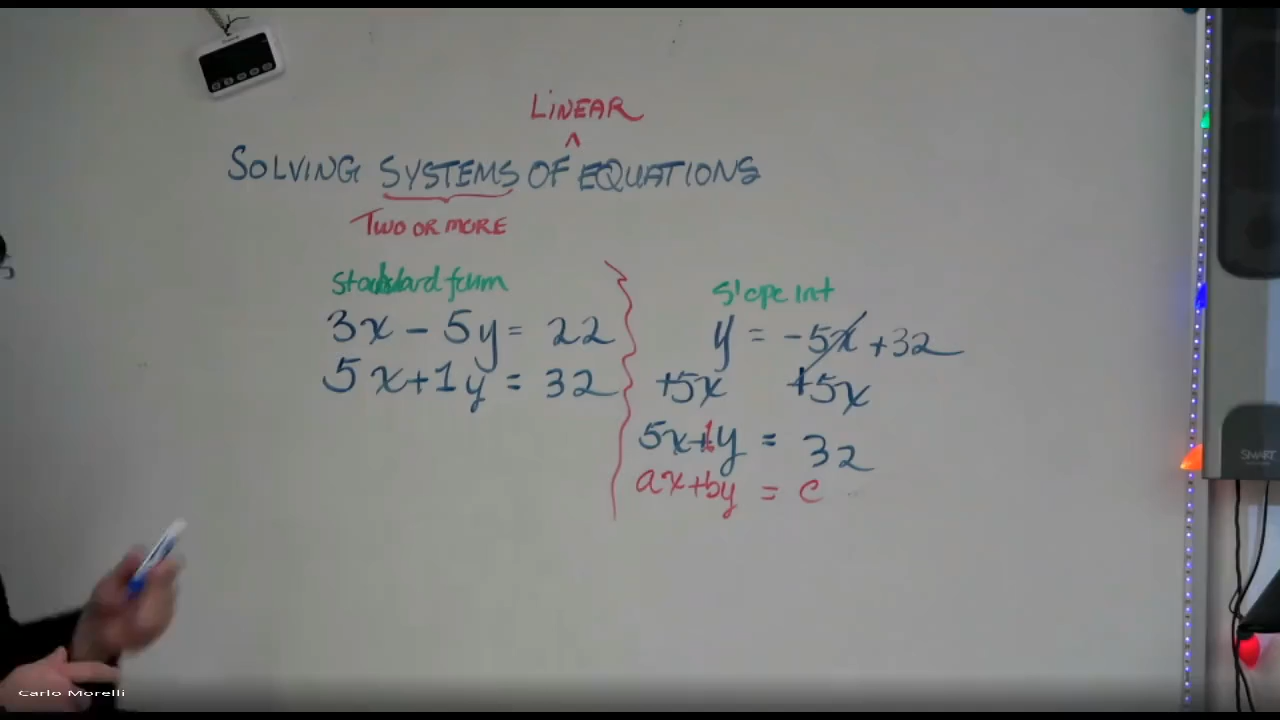 LINEAR
^
SOLVING SYSTEMS OF EQUATIONS
TWO OR MORE
Standard form
3x - 5y = 22
5x + 1y = 32
Slope int
y = -5x + 32
+5x +5x
5x + 1y = 32
ax + by = c
SMART
Carlo Morelli